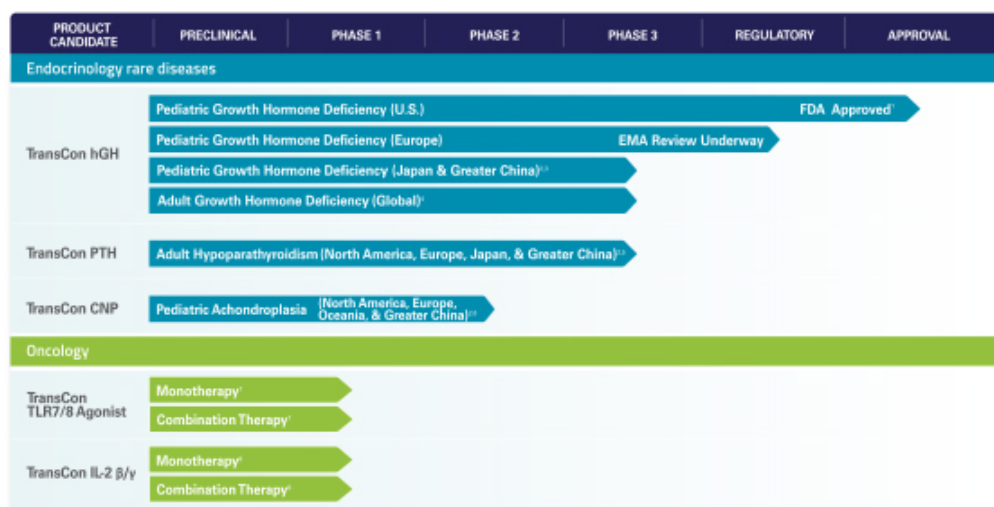 PRODUCT CANDIDATE PRECLINICAL PHASE 1 PHASE 2 PHASE 3 REGULATORY APPROVAL
Endocrinology rare diseases
TransCon hGH
Pediatric Growth Hormone Deficiency (U.S.) FDA Approved
Pediatric Growth Hormone Deficiency (Europe) EMA Review Underway
Pediatric Growth Hormone Deficiency (Japan & Greater China)
Adult Growth Hormone Deficiency (Global)
TransCon PTH
Adult Hypoparathyroidism (North America, Europe, Japan, & Greater China)
TransCon CNP
Pediatric Achondroplasia
(North America, Europe,
Oceania, & Greater China)
Oncology
TransCon
TLR7/8 Agonist
Monotherapy
Combination Therapy
TransCon IL-2 β/γ
Monotherapy
Combination Therapy